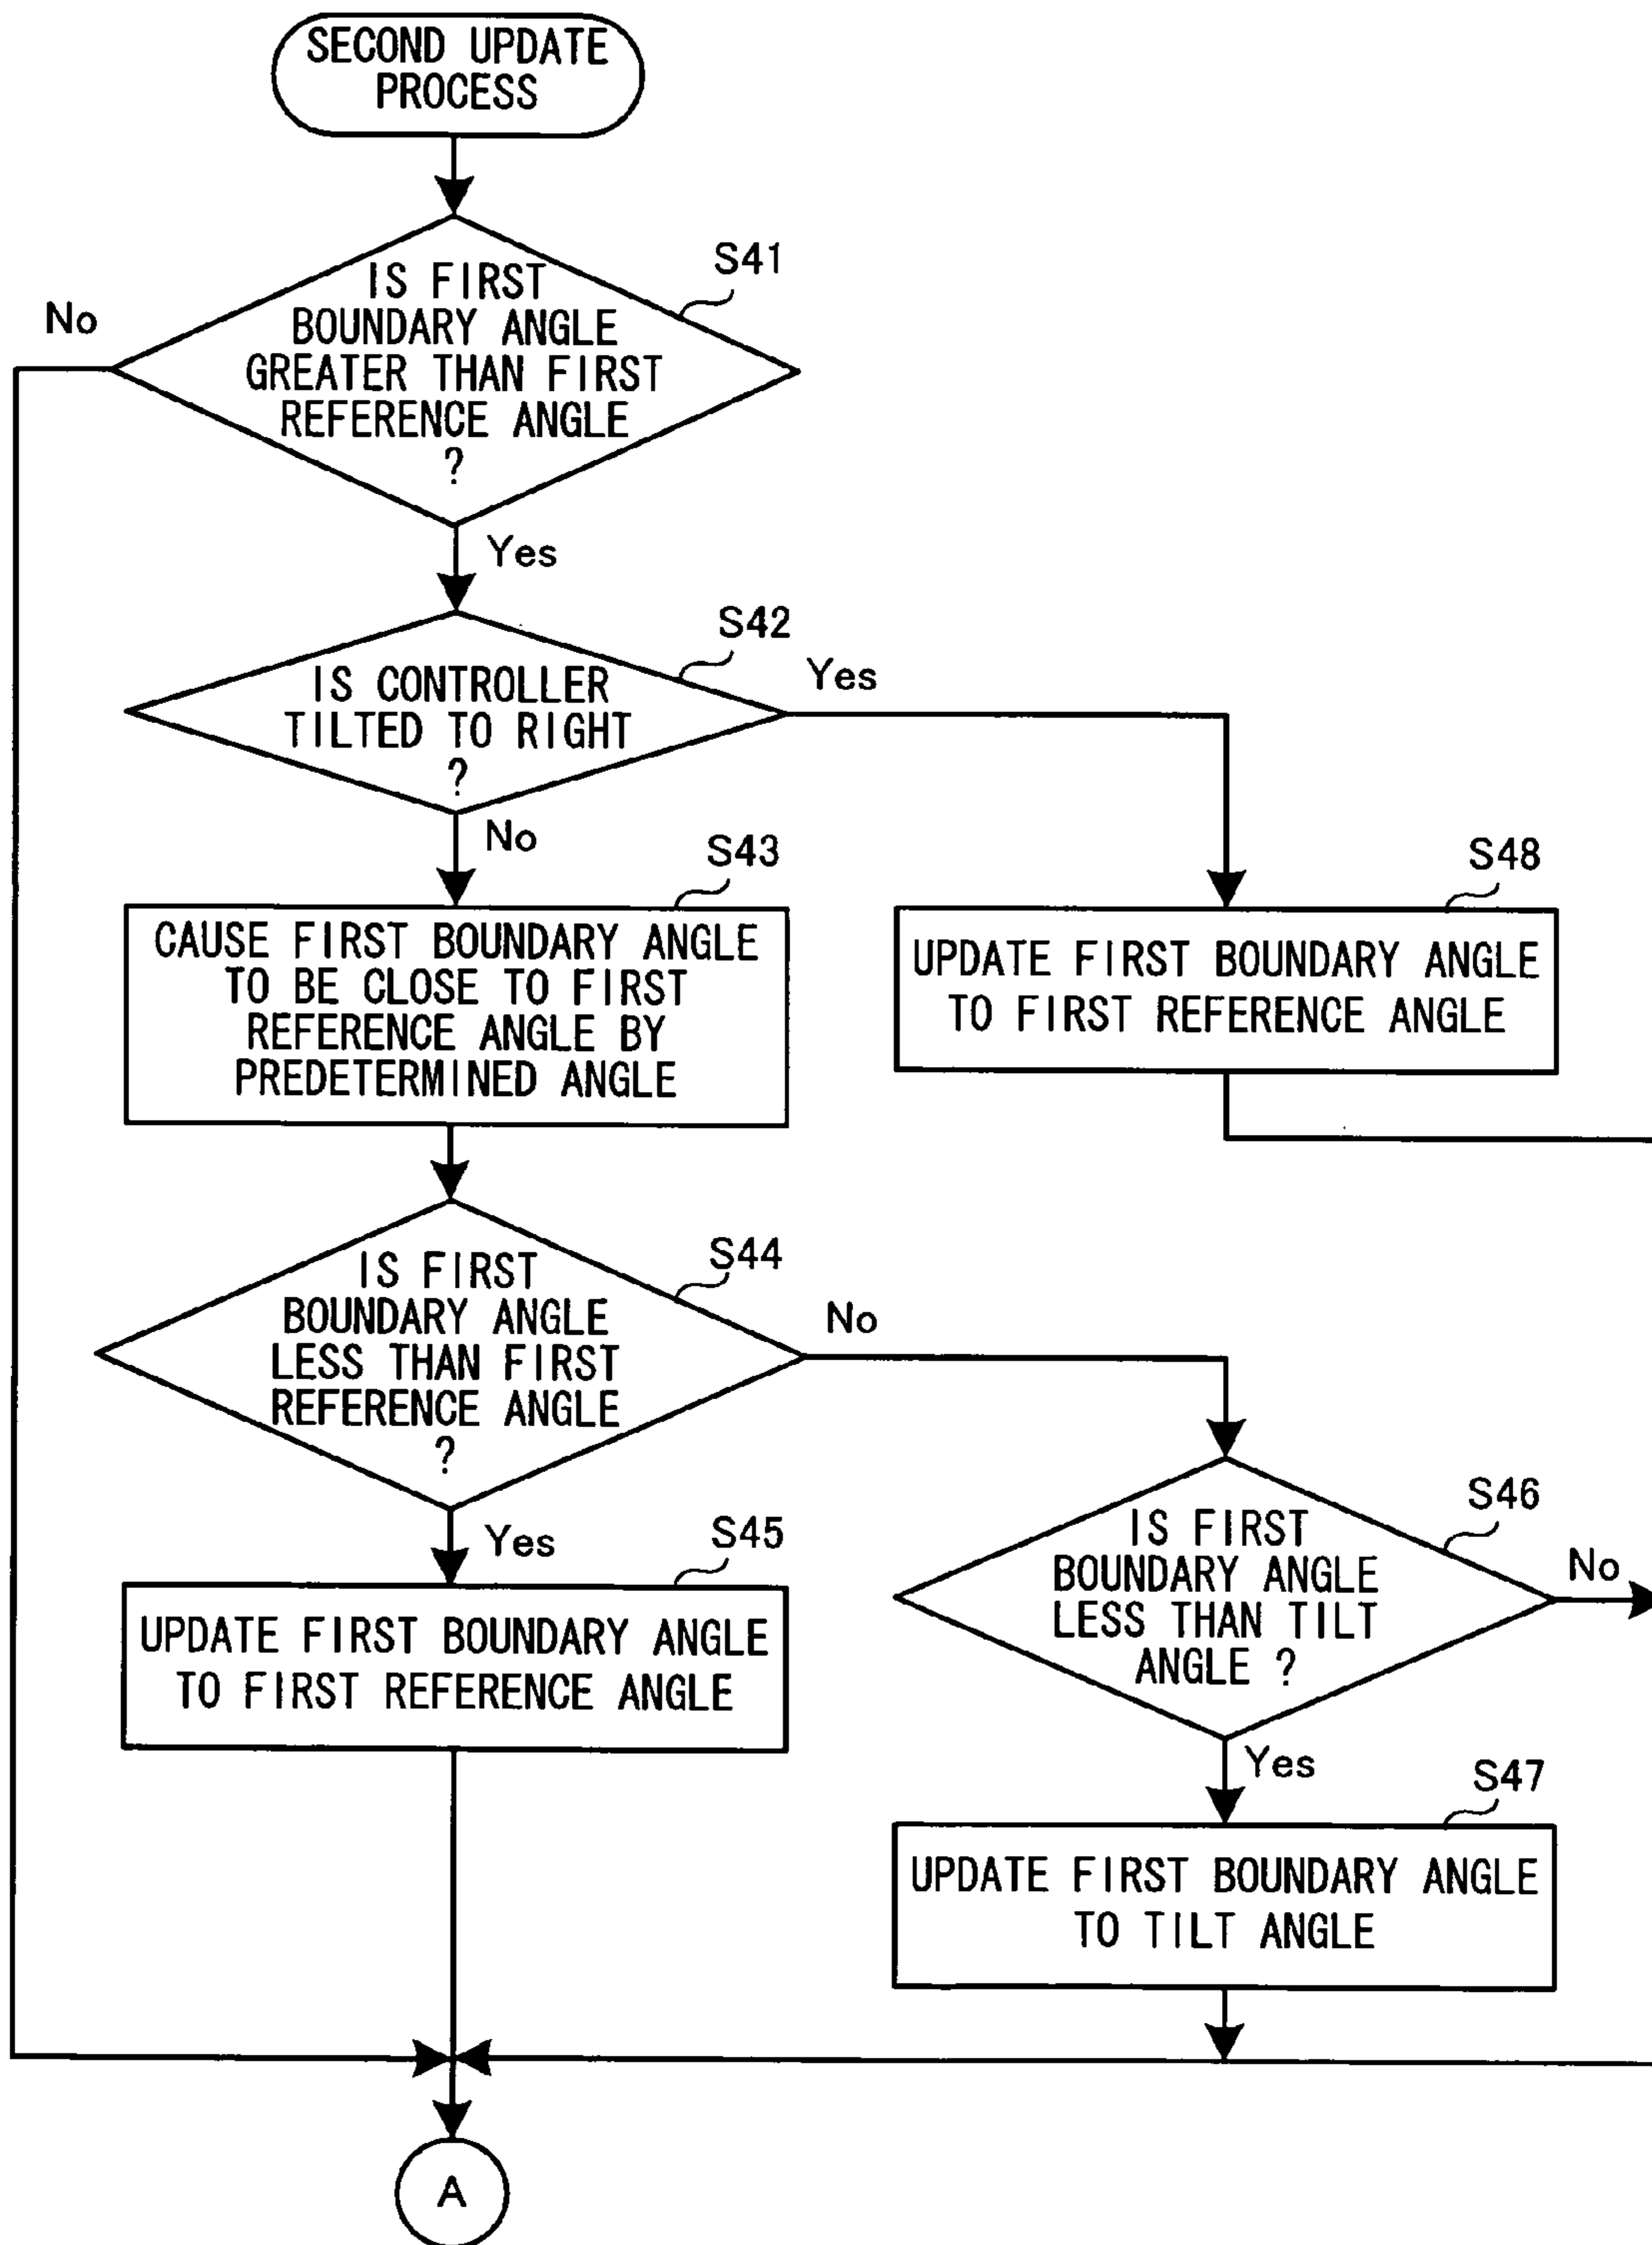 SECOND UPDATE
PROCESS
S41
IS FIRST
BOUNDARY ANGLE
GREATER THAN FIRST
REFERENCE ANGLE
?
No
Yes
S42
IS CONTROLLER
TILTED TO RIGHT
?
Yes
No
S43
CAUSE FIRST BOUNDARY ANGLE
TO BE CLOSE TO FIRST
REFERENCE ANGLE BY
PREDETERMINED ANGLE
S48
UPDATE FIRST BOUNDARY ANGLE
TO FIRST REFERENCE ANGLE
S44
IS FIRST
BOUNDARY ANGLE
LESS THAN FIRST
REFERENCE ANGLE
?
No
Yes
S45
UPDATE FIRST BOUNDARY ANGLE
TO FIRST REFERENCE ANGLE
S46
IS FIRST
BOUNDARY ANGLE
LESS THAN TILT
ANGLE ?
No
Yes
S47
UPDATE FIRST BOUNDARY ANGLE
TO TILT ANGLE
A